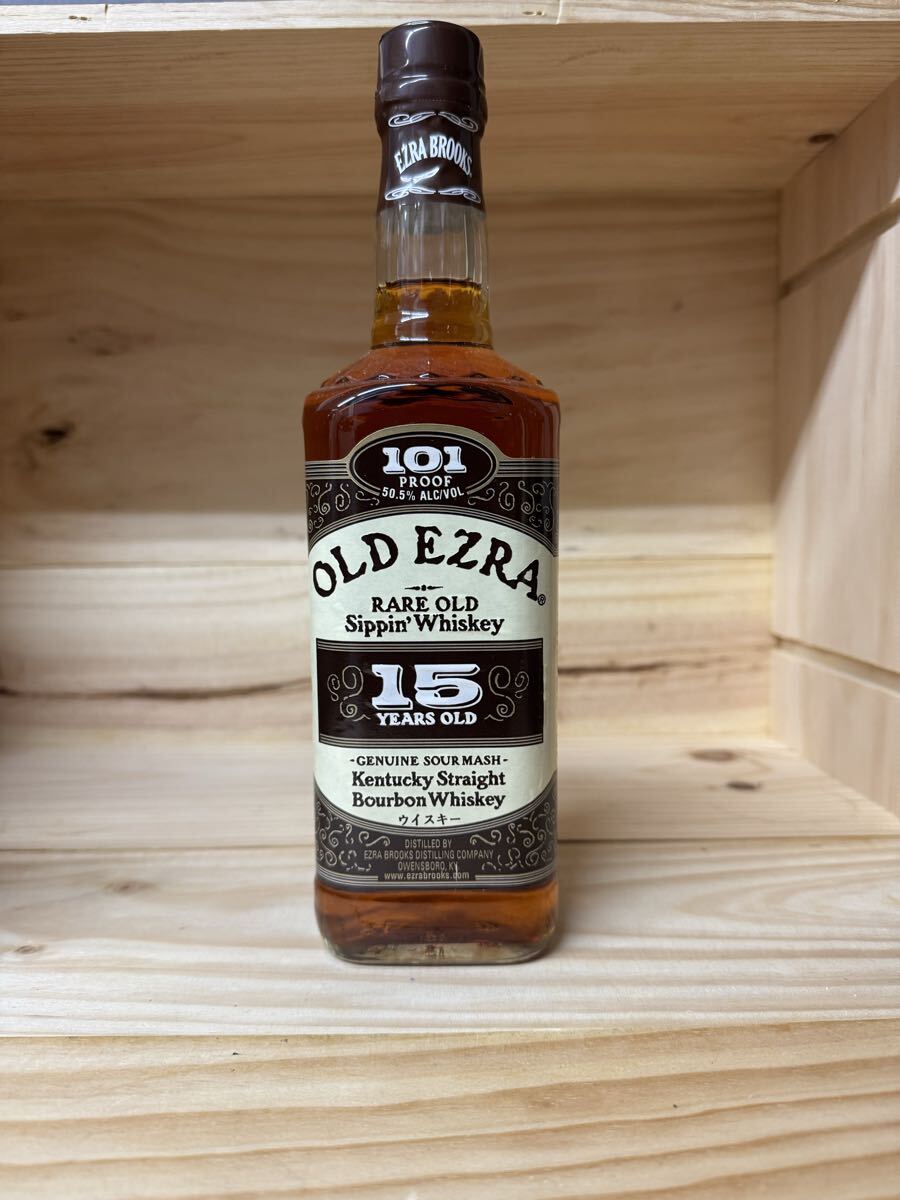 EZRA BROOKS
101
PROOF
50.5% ALC/VOL
OLD EZRA®
RARE OLD
Sippin' Whiskey
15
YEARS OLD
-GENUINE SOUR MASH-
Kentucky Straight
Bourbon Whiskey
ウイスキー
DISTILLED BY
EZRA BROOKS DISTILLING COMPANY
OWENSBORO, KY
www.ezrabrooks.com